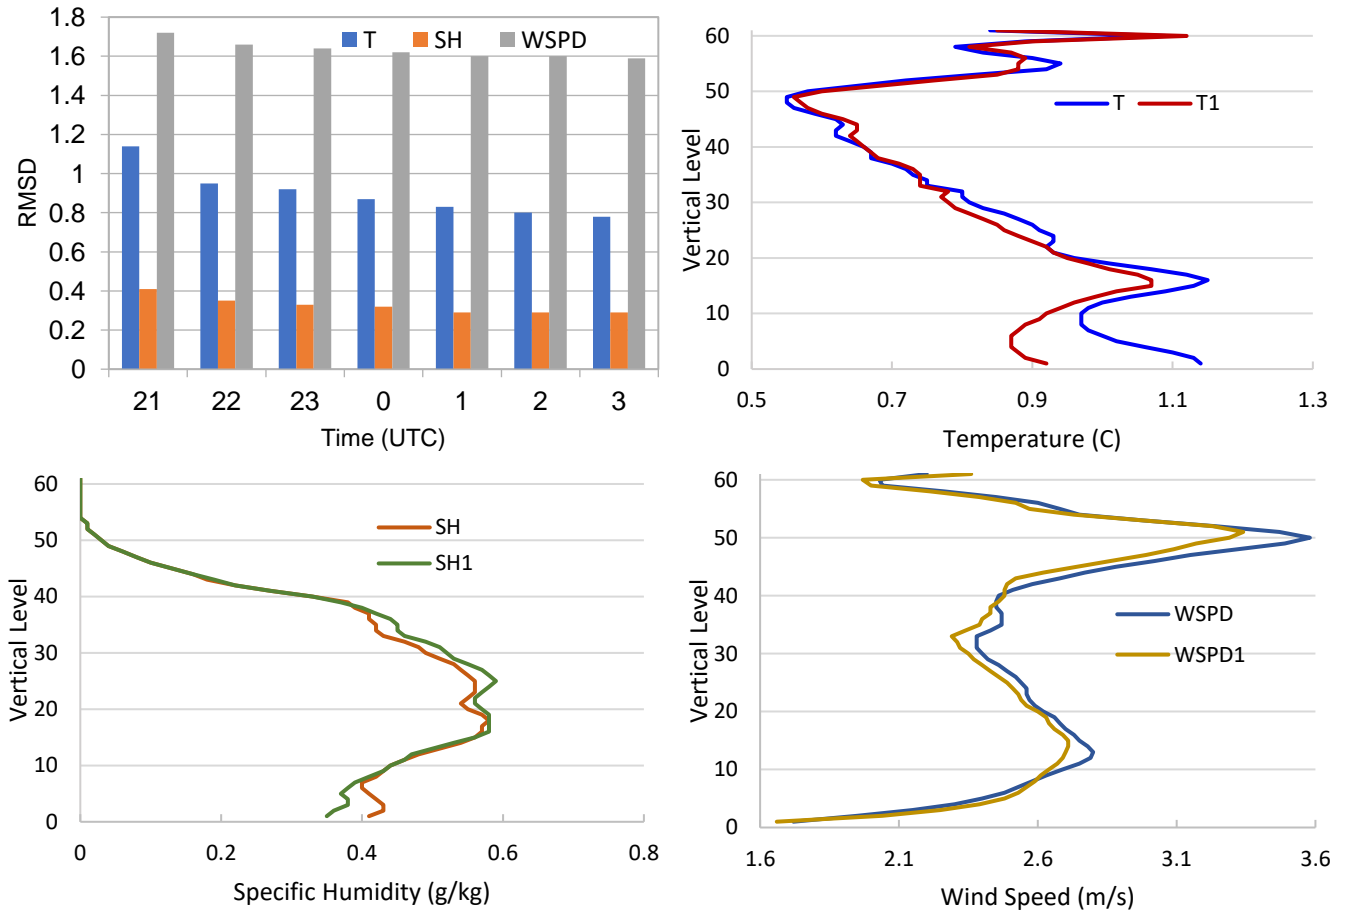 1.8
1.6
1.4
1.2
1
0.8
0.6
0.4
0.2
0
RMSD
T SH WSPD
21 22 23 0 1 2 3
Time (UTC)
60
50
40
30
20
10
0
Vertical Level
T T1
0.5 0.7 0.9 1.1 1.3
Temperature (C)
60
50
40
30
20
10
0
Vertical Level
SH
SH1
0 0.2 0.4 0.6 0.8
Specific Humidity (g/kg)
60
50
40
30
20
10
0
Vertical Level
WSPD
WSPD1
1.6 2.1 2.6 3.1 3.6
Wind Speed (m/s)